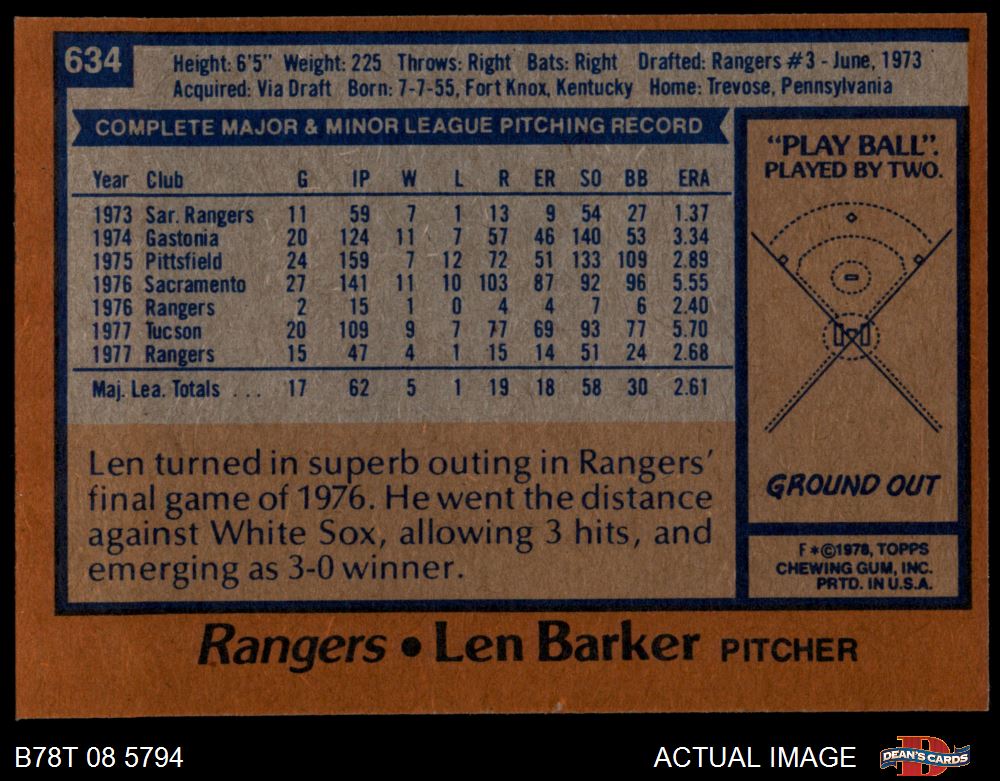 634
Height: 6'5" Weight: 225 Throws: Right Bats: Right Drafted: Rangers #3 - June, 1973
Acquired: Via Draft Born: 7-7-55, Fort Knox, Kentucky Home: Trevose, Pennsylvania
COMPLETE MAJOR & MINOR LEAGUE PITCHING RECORD
Year Club G IP W L R ER SO BB ERA
1973 Sar. Rangers 11 59 7 1 13 9 54 27 1.37
1974 Gastonia 20 124 11 7 57 46 140 53 3.34
1975 Pittsfield 24 159 7 12 72 51 133 109 2.89
1976 Sacramento 27 141 11 10 103 87 92 96 5.55
1976 Rangers 2 15 1 0 4 4 7 6 2.40
1977 Tucson 20 109 9 7 77 69 93 77 5.70
1977 Rangers 15 47 4 1 15 14 51 24 2.68
Maj. Lea. Totals . . . 17 62 5 1 19 18 58 30 2.61
Len turned in superb outing in Rangers'
final game of 1976. He went the distance
against White Sox, allowing 3 hits, and
emerging as 3-0 winner.
"PLAY BALL".
PLAYED BY TWO.
GROUND OUT
F*©1978, TOPPS
CHEWING GUM, INC.
PRTD. IN U.S.A.
Rangers • Len Barker PITCHER
B78T 08 5794
ACTUAL IMAGE
DEAN'S CARDS